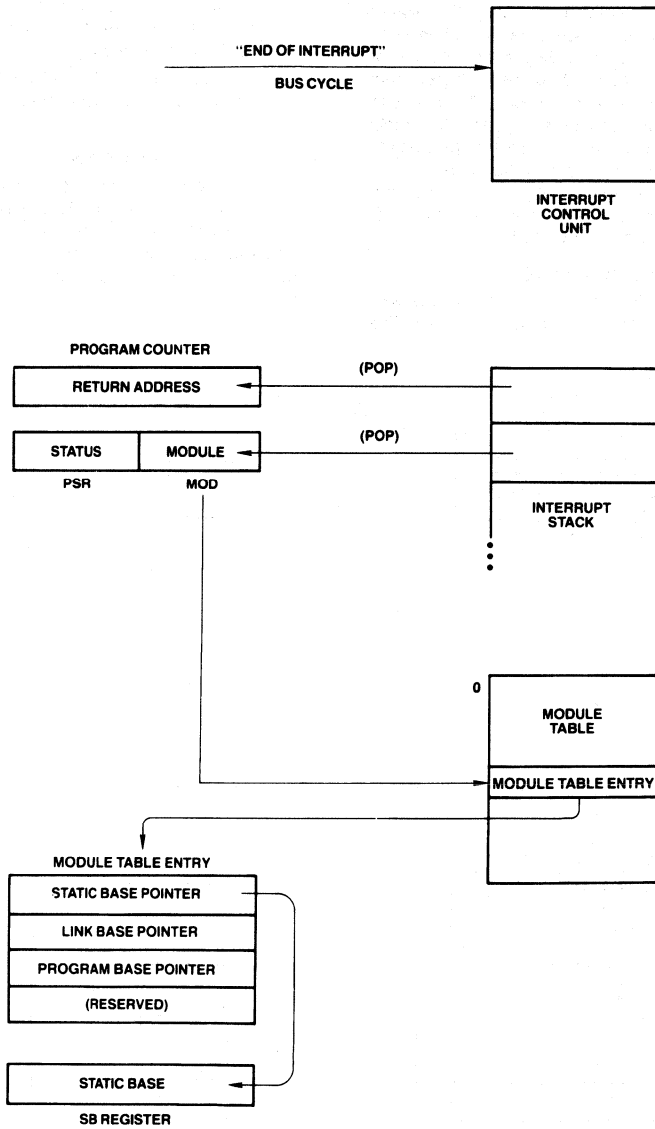 "END OF INTERRUPT"
BUS CYCLE
INTERRUPT
CONTROL
UNIT
PROGRAM COUNTER
RETURN ADDRESS
(POP)
STATUS
MODULE
(POP)
PSR
MOD
INTERRUPT
STACK
0
MODULE
TABLE
MODULE TABLE ENTRY
MODULE TABLE ENTRY
STATIC BASE POINTER
LINK BASE POINTER
PROGRAM BASE POINTER
(RESERVED)
STATIC BASE
SB REGISTER